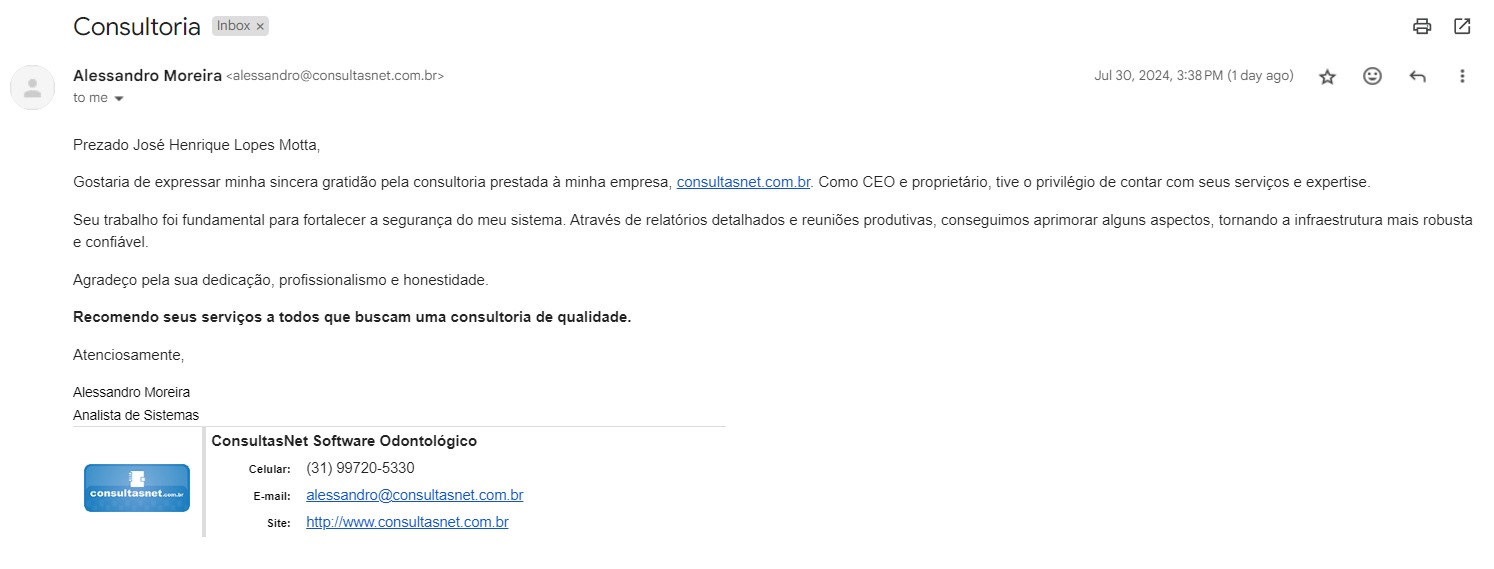 Consultoria Inbox ×
Alessandro Moreira <alessandro@consultasnet.com.br>
Jul 30, 2024, 3:38 PM (1 day ago)
to me
Prezado José Henrique Lopes Motta,
Gostaria de expressar minha sincera gratidão pela consultoria prestada à minha empresa, consultasnet.com.br. Como CEO e proprietário, tive o privilégio de contar com seus serviços e expertise.
Seu trabalho foi fundamental para fortalecer a segurança do meu sistema. Através de relatórios detalhados e reuniões produtivas, conseguimos aprimorar alguns aspectos, tornando a infraestrutura mais robusta
e confiável.
Agradeço pela sua dedicação, profissionalismo e honestidade.
Recomendo seus serviços a todos que buscam uma consultoria de qualidade.
Atenciosamente,
Alessandro Moreira
Analista de Sistemas
ConsultasNet Software Odontológico
Celular: (31) 99720-5330
consultasnet.com.br
E-mail: alessandro@consultasnet.com.br
Site: http://www.consultasnet.com.br